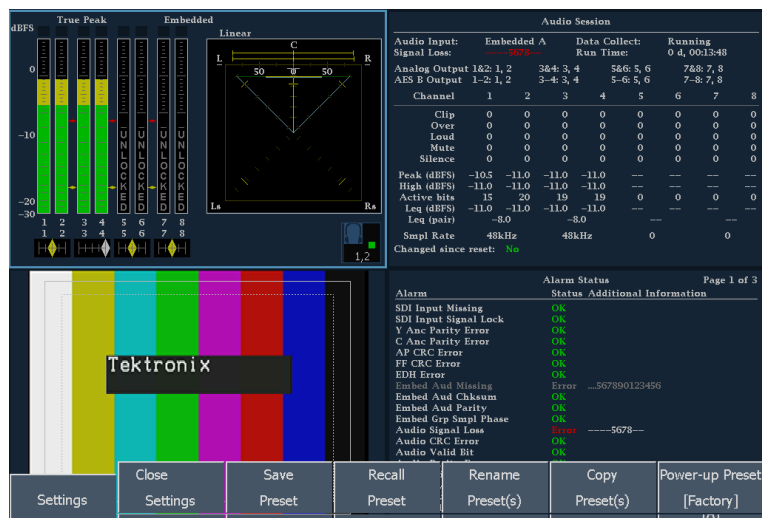 True Peak Embedded
dBFS
0
-10
-20
-30
UNLOCKED UNLOCKED UNLOCKED UNLOCKED
1 2 3 4 5 6 7 8
1 2 3 4 5 6 7 8
Linear
C
L R
50 0 50
Ls Rs
1,2
Audio Session
Audio Input: Embedded A Data Collect: Running
Signal Loss: ----5678-- Run Time: 0 d, 00:13:48
Analog Output 1&2: 1, 2 3&4: 3, 4 5&6: 5, 6 7&8: 7, 8
AES B Output 1-2: 1, 2 3-4: 3, 4 5-6: 5, 6 7-8: 7, 8
Channel 1 2 3 4 5 6 7 8
Clip 0 0 0 0 0 0 0 0
Over 0 0 0 0 0 0 0 0
Loud 0 0 0 0 0 0 0 0
Mute 0 0 0 0 0 0 0 0
Silence 0 0 0 0 0 0 0 0
Peak (dBFS) -10.5 -11.0 -11.0 -11.0 -- -- -- --
High (dBFS) -11.0 -11.0 -11.0 -11.0 -- -- -- --
Active bits 15 20 19 19 0 0 0 0
Leq (dBFS) -11.0 -11.0 -11.0 -11.0 -- -- -- --
Leq (pair) -8.0 -8.0 -- --
Smpl Rate 48kHz 48kHz 0 0
Changed since reset: No
Tektronix
Alarm Status Page 1 of 3
Alarm Status Additional Information
SDI Input Missing OK
SDI Input Signal Lock OK
Y Anc Parity Error OK
C Anc Parity Error OK
AP CRC Error OK
FF CRC Error OK
EDH Error OK
Embed Aud Missing Error ...567890123456
Embed Aud Chksum OK
Embed Aud Parity OK
Embed Grp Smpl Phase OK
Audio Signal Loss Error ----5678--
Audio CRC Error OK
Audio Valid Bit OK
Settings
Close Settings
Save Preset
Recall Preset
Rename Preset(s)
Copy Preset(s)
Power-up Preset [Factory]